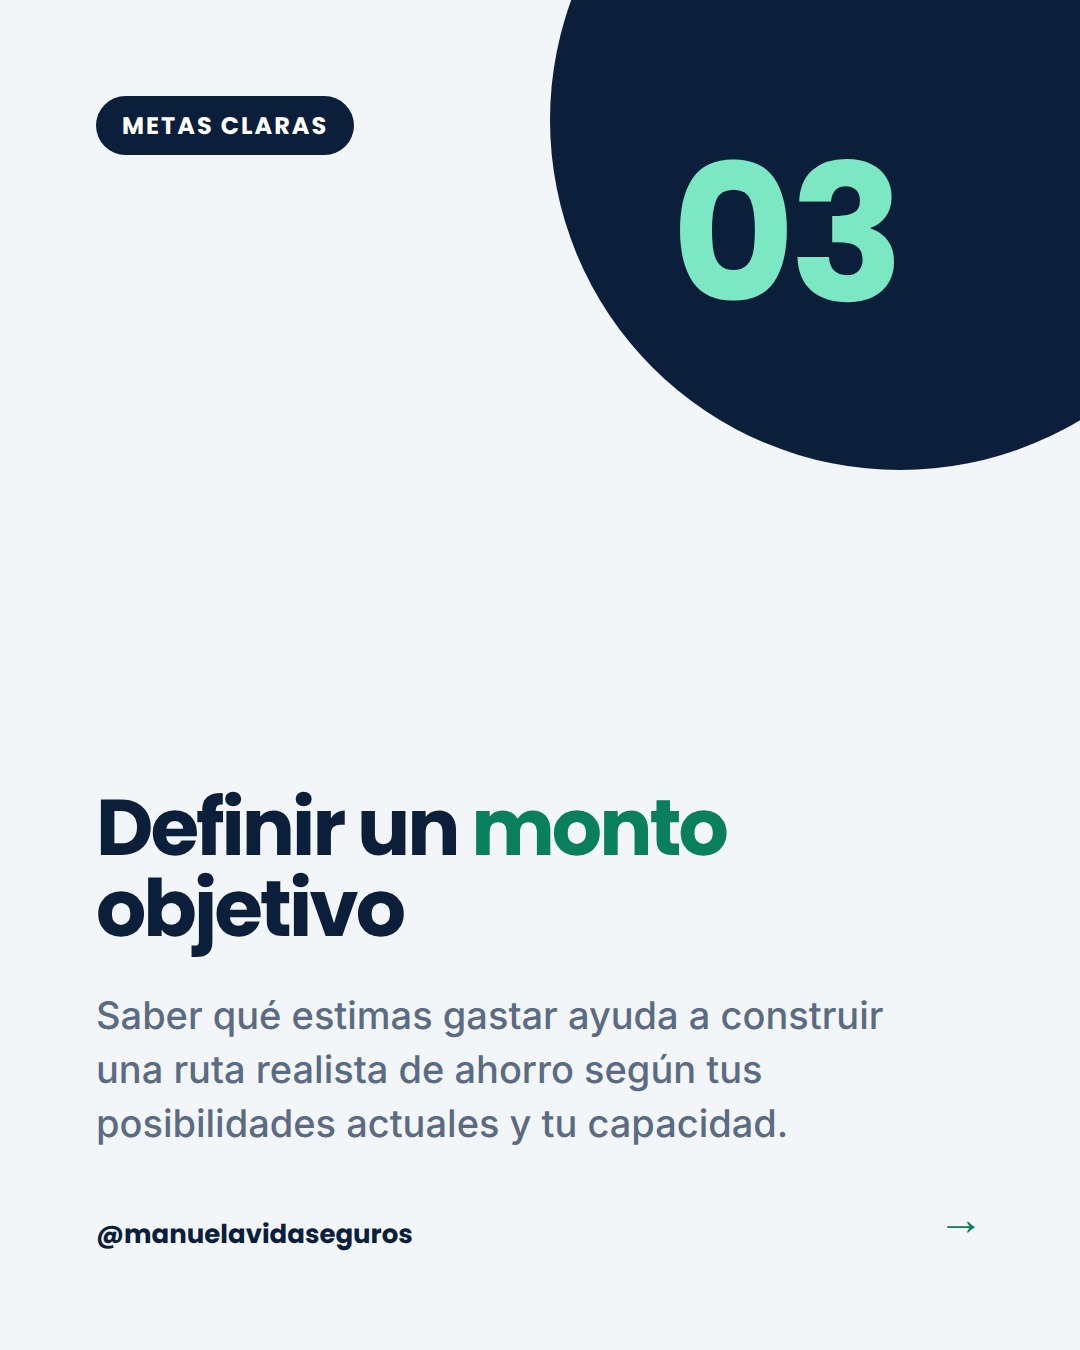 METAS CLARAS
03
Definir un monto
objetivo
Saber qué estimas gastar ayuda a construir
una ruta realista de ahorro según tus
posibilidades actuales y tu capacidad.
@manuelavidaseguros
→